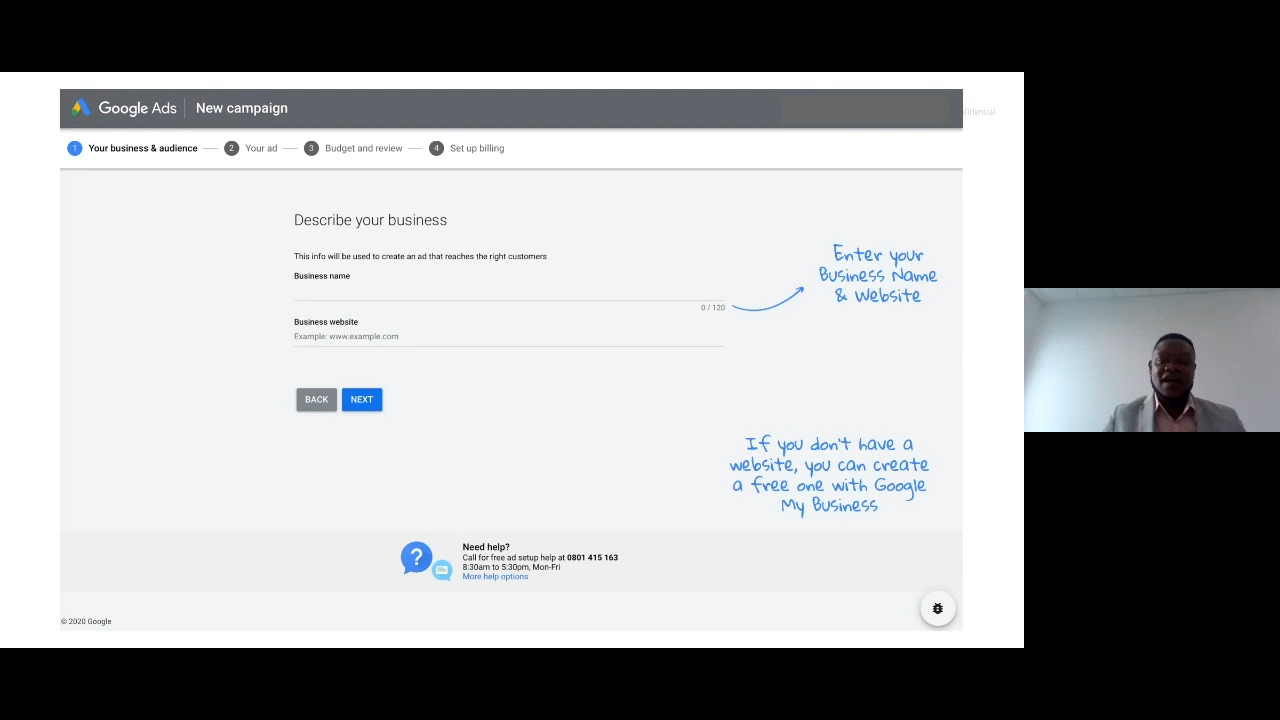 Google Ads New campaign
fidential
1 Your business & audience 2 Your ad 3 Budget and review 4 Set up billing
Describe your business
This info will be used to create an ad that reaches the right customers
Business name
0 / 120
Business website
Example: www.example.com
BACK NEXT
Enter your
Business Name
& Website
If you don't have a
website, you can create
a free one with Google
My Business
? Need help?
Call for free ad setup help at 0801 415 163
8:30am to 5:30pm, Mon-Fri
More help options
© 2020 Google